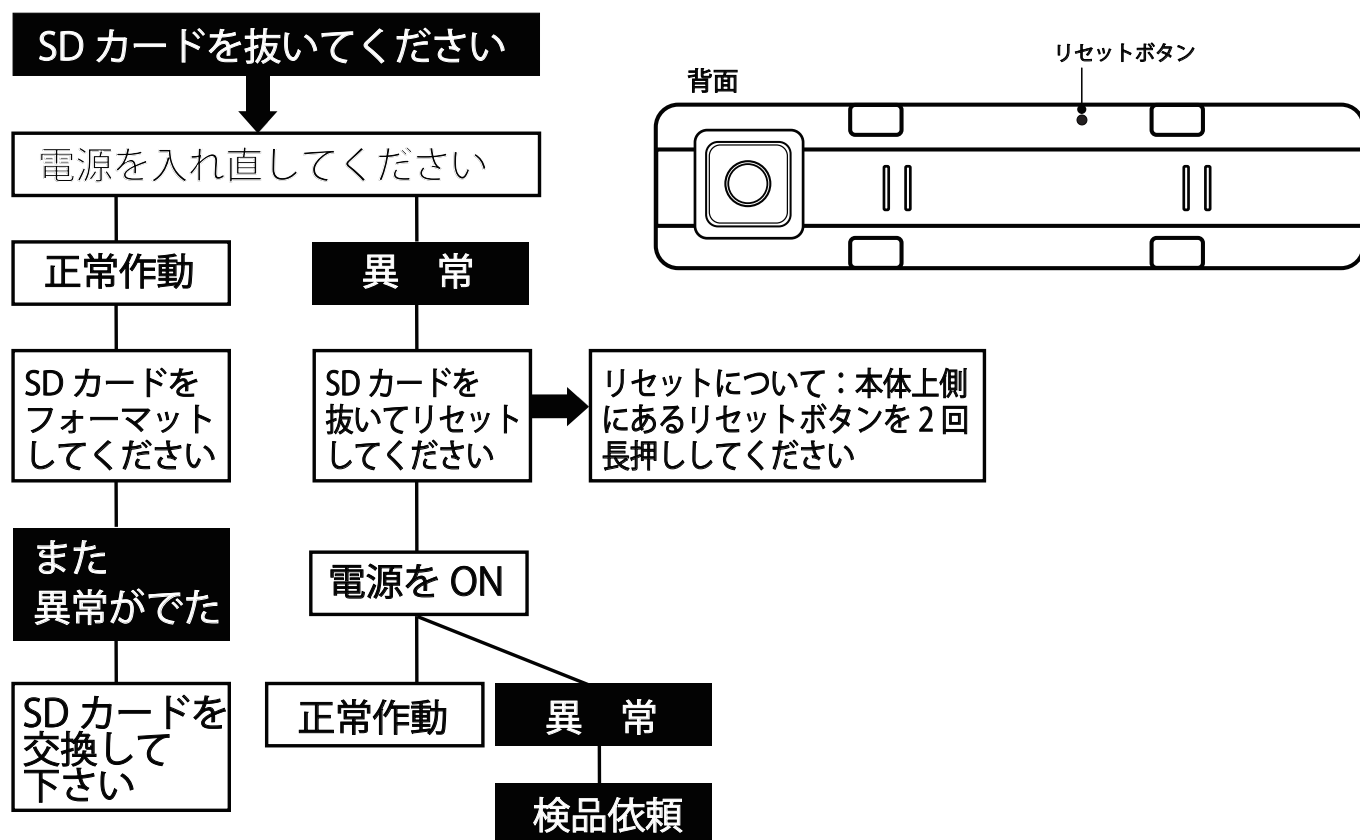 SD カードを抜いてください
電源を入れ直してください
正常作動
SD カードを
フォーマット
してください
また
異常がでた
SD カードを
交換して
下さい
異　常
SD カードを
抜いてリセット
してください
リセットについて：本体上側
にあるリセットボタンを 2 回
長押ししてください
電源を ON
正常作動
異　常
検品依頼
背面
リセットボタン